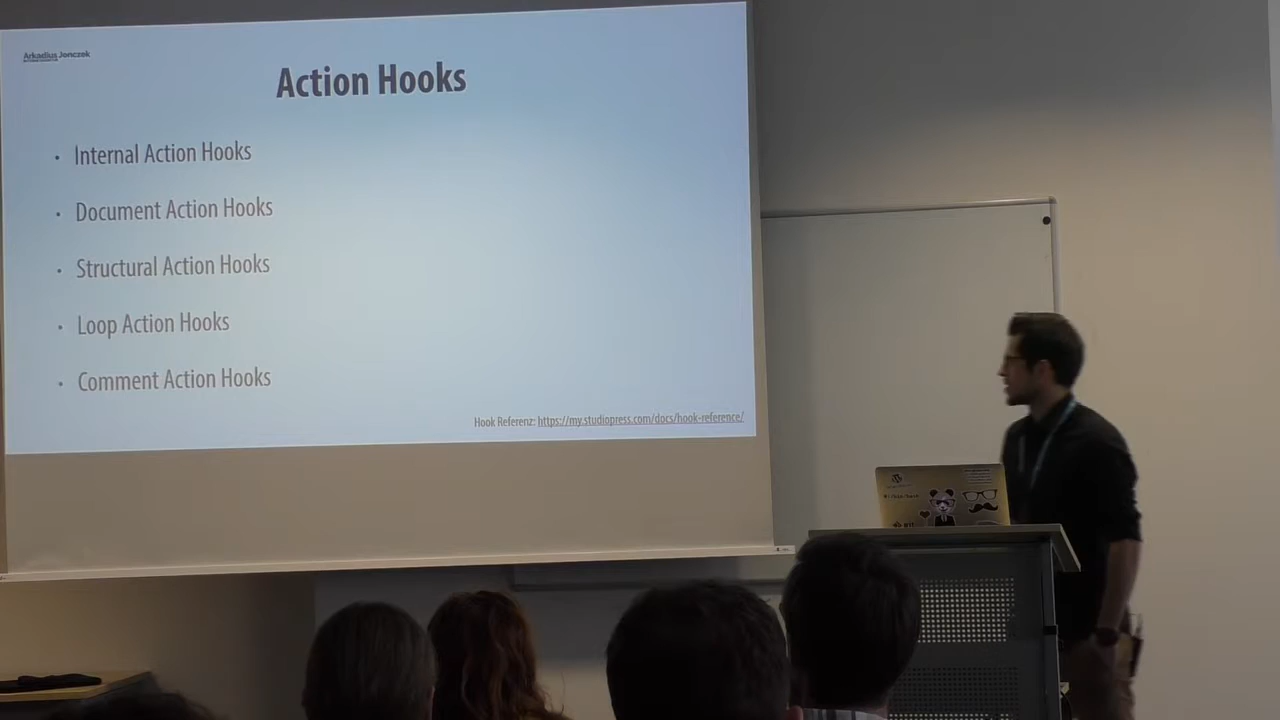 Arkadius Jonczek
Action Hooks
• Internal Action Hooks
• Document Action Hooks
• Structural Action Hooks
• Loop Action Hooks
• Comment Action Hooks
Hook Referenz: https://my.studiopress.com/docs/hook-reference/